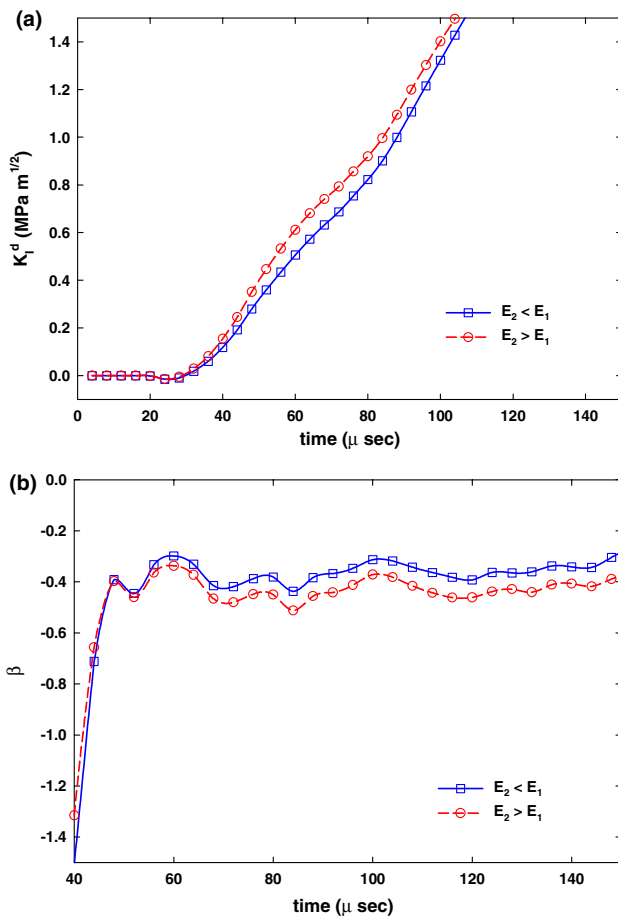 (a)
1.4
1.2
1.0
0.8
0.6
0.4
0.2
0.0
K_I^d (MPa m^1/2)
E2 < E1
E2 > E1
0 20 40 60 80 100 120 140
time (μ sec)
(b)
0.0
-0.2
-0.4
-0.6
-0.8
-1.0
-1.2
-1.4
β
E2 < E1
E2 > E1
40 60 80 100 120 140
time (μ sec)